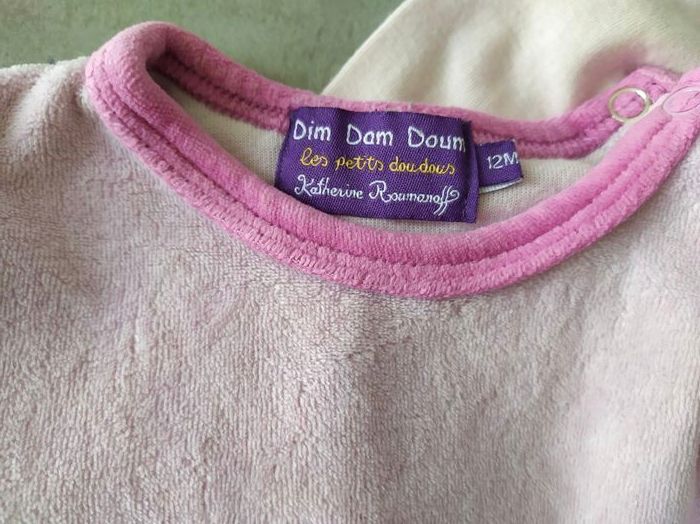 Dim Dam Doum
les petits doudous
Katherine Roumanoff
12M